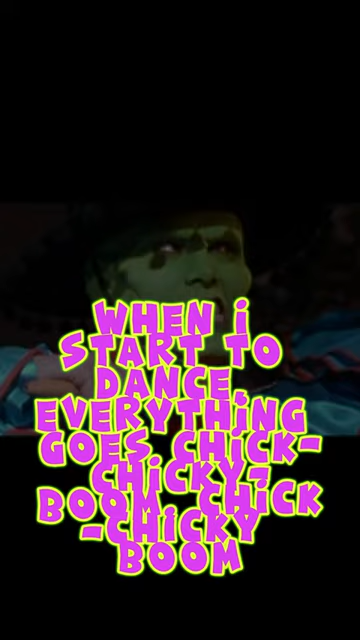 WHEN i
START TO
DANCE,
EVERYTHiNG
GOES, CHiCK-
CHiCKY-
BOOM, CHiCK
-CHiCKY
BOOM